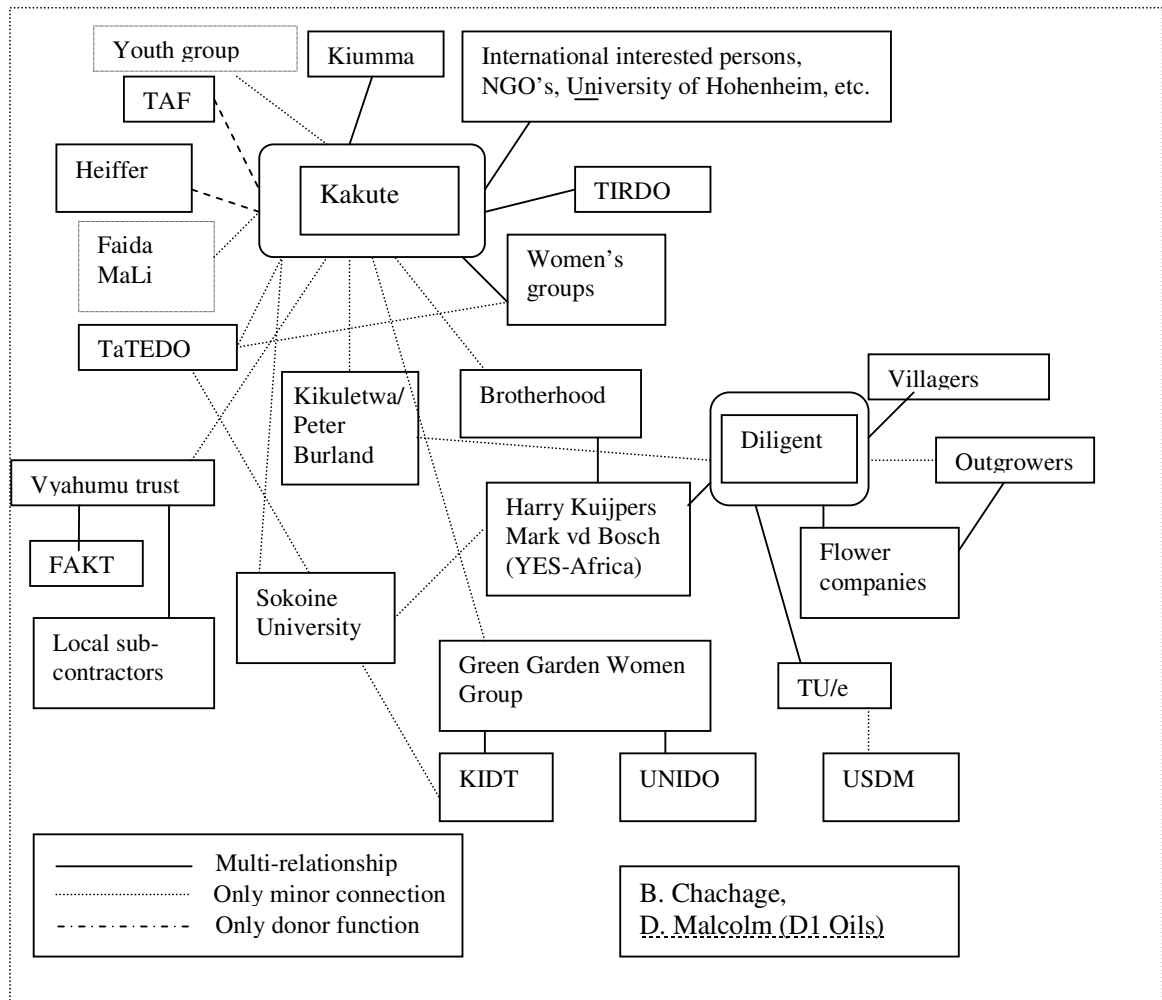 Youth group
Kiumma
International interested persons,
NGO's, University of Hohenheim, etc.
TAF
Heiffer
Kakute
TIRDO
Faida
MaLi
Women's
groups
TaTEDO
Villagers
Kikuletwa/
Peter
Burland
Brotherhood
Diligent
Outgrowers
Vyahumu trust
Harry Kuijpers
Mark vd Bosch
(YES-Africa)
FAKT
Flower
companies
Sokoine
University
Local sub-
contractors
Green Garden Women
Group
TU/e
KIDT
UNIDO
USDM
Multi-relationship
Only minor connection
Only donor function
B. Chachage,
D. Malcolm (D1 Oils)